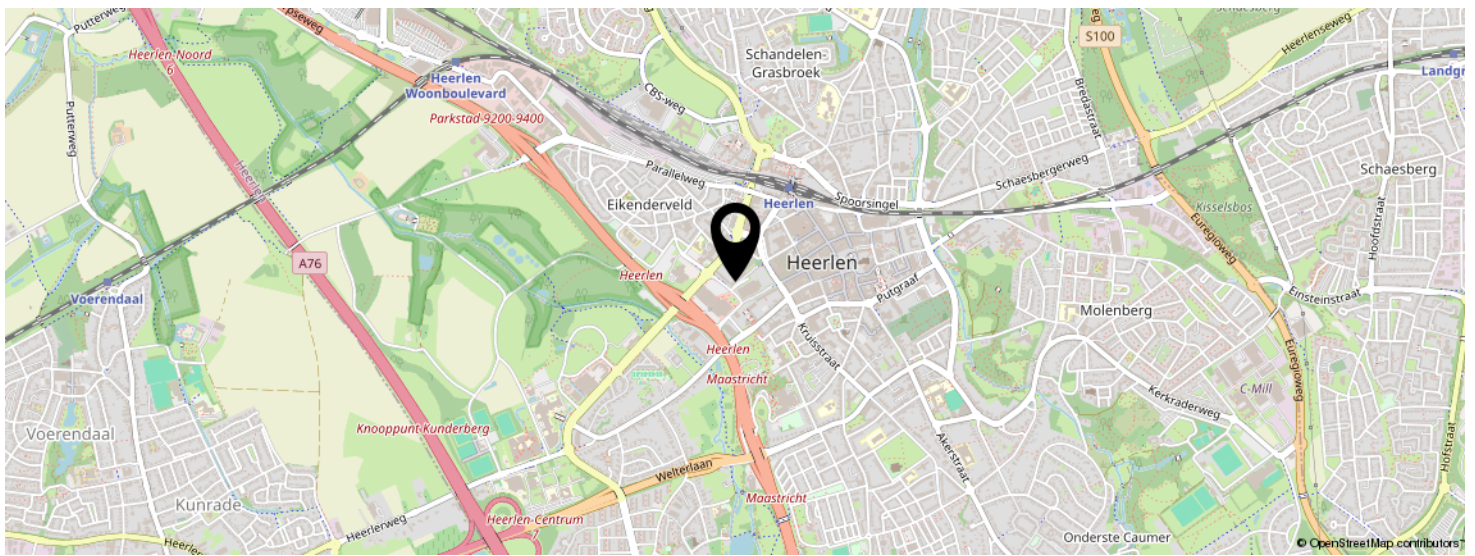 Putterweg
Heerlen-Noord
6
Heerlen
Woonboulevard
Parkstad 9200-9400
CBS-weg
Schandelen-
Grasbroek
S100
Heerlenseweg
Landgr
Bredastraat
Putterweg
Heerlen
Parallelweg
Eikenderveld
Heerlen
Spoorsingel
Schaesbergerweg
Kisselsbos
Schaesberg
Hoofdstraat
Euregioweg
A76
Voerendaal
Heerlen
Heerlen
Putgraaf
Molenberg
Einsteinstraat
Kruisstraat
Heerlen
Maastricht
Euregioweg
C-Mill
Kerkraderweg
Knooppunt Kunderberg
Voerendaal
Akerstraat
Hofstraat
Welterlaan
Kunrade
Maastricht
Heerlerweg
Heerlen-Centrum
7
Heerlerweg
Onderste Caumer
© OpenStreetMap contributors